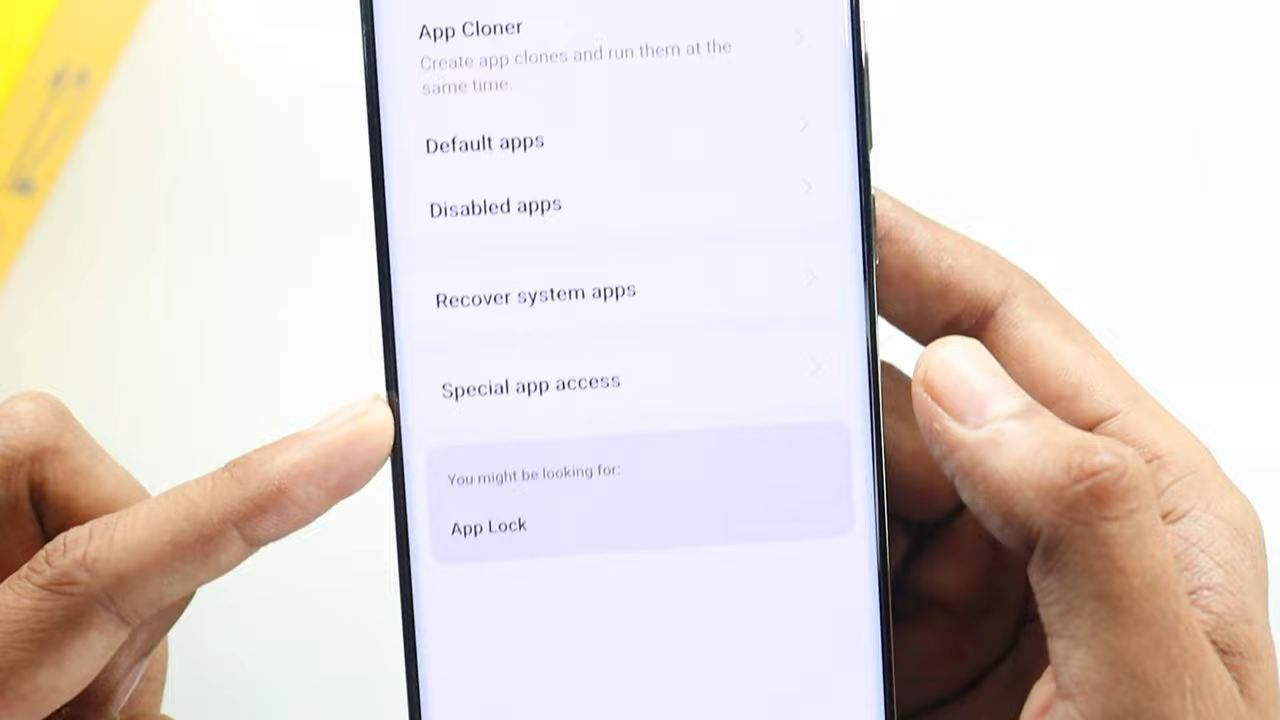 App Cloner
Create app clones and run them at the
same time.
Default apps
Disabled apps
Recover system apps
Special app access
You might be looking for:
App Lock